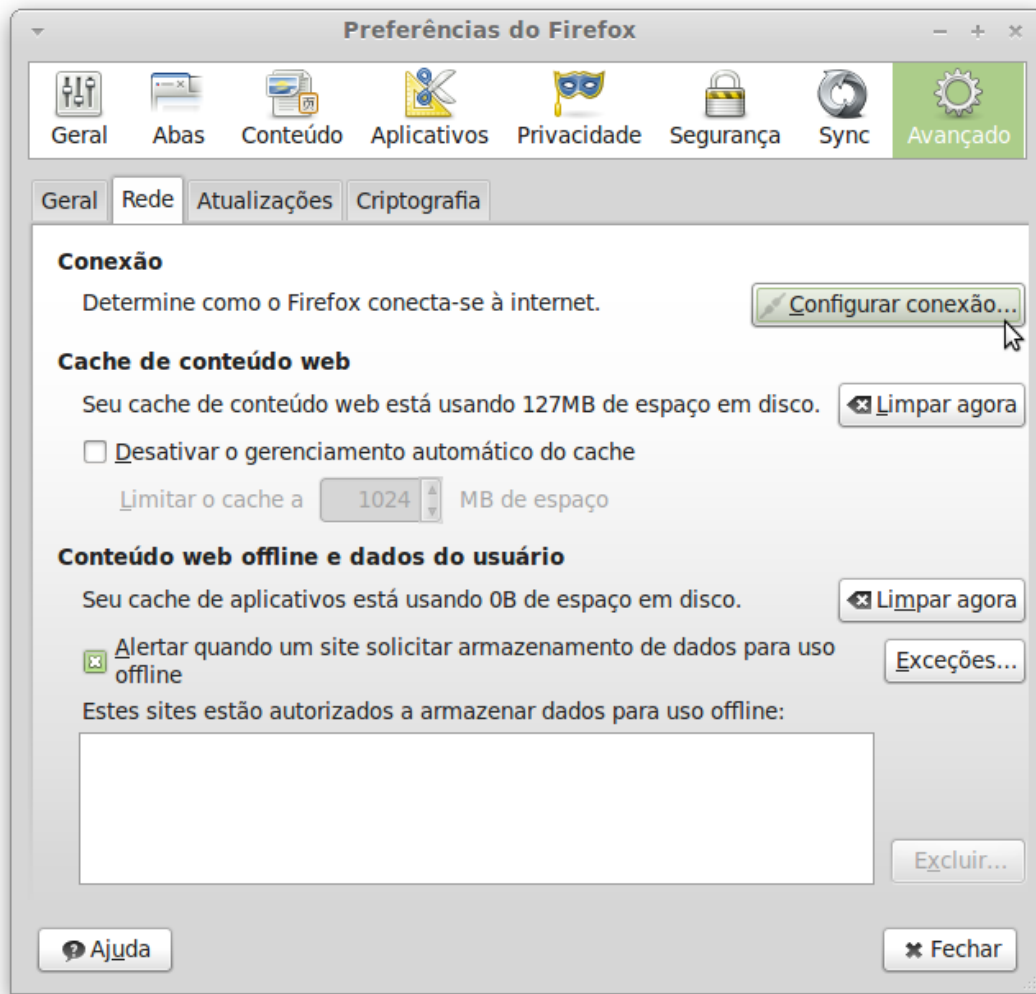 Preferências do Firefox
Geral Abas Conteúdo Aplicativos Privacidade Segurança Sync Avançado
Geral Rede Atualizações Criptografia
Conexão
Determine como o Firefox conecta-se à internet. Configurar conexão...
Cache de conteúdo web
Seu cache de conteúdo web está usando 127MB de espaço em disco. Limpar agora
Desativar o gerenciamento automático do cache
Limitar o cache a 1024 MB de espaço
Conteúdo web offline e dados do usuário
Seu cache de aplicativos está usando 0B de espaço em disco. Limpar agora
Alertar quando um site solicitar armazenamento de dados para uso
offline
Exceções...
Estes sites estão autorizados a armazenar dados para uso offline:
Excluir...
Ajuda Fechar